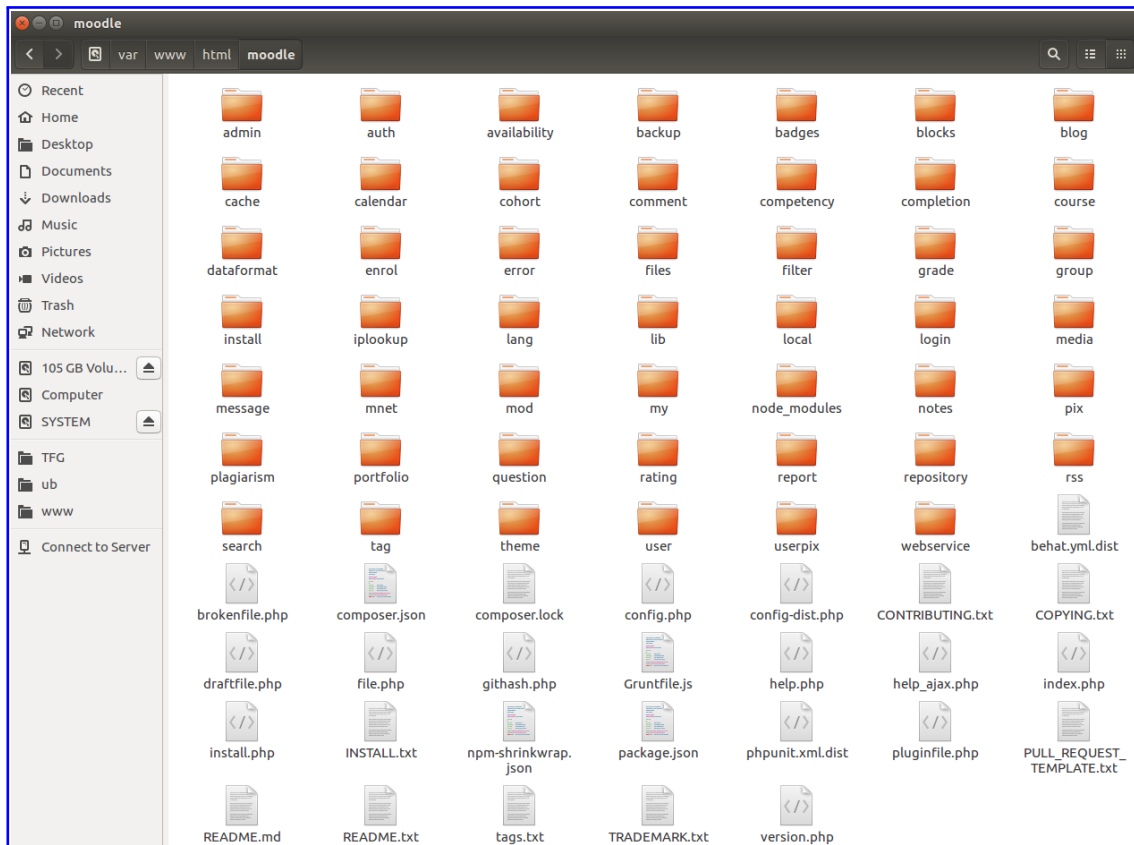 moodle
var www html moodle
Recent
Home
Desktop
Documents
Downloads
Music
Pictures
Videos
Trash
Network
105 GB Volu...
Computer
SYSTEM
TFG
ub
www
Connect to Server
admin auth availability backup badges blocks blog
cache calendar cohort comment competency completion course
dataformat enrol error files filter grade group
install iplookup lang lib local login media
message mnet mod my node_modules notes pix
plagiarism portfolio question rating report repository rss
search tag theme user userpix webservice behat.yml.dist
brokenfile.php composer.json composer.lock config.php config-dist.php CONTRIBUTING.txt COPYING.txt
draftfile.php file.php githash.php Gruntfile.js help.php help_ajax.php index.php
install.php INSTALL.txt npm-shrinkwrap. package.json phpunit.xml.dist pluginfile.php PULL_REQUEST_
json TEMPLATE.txt
README.md README.txt tags.txt TRADEMARK.txt version.php